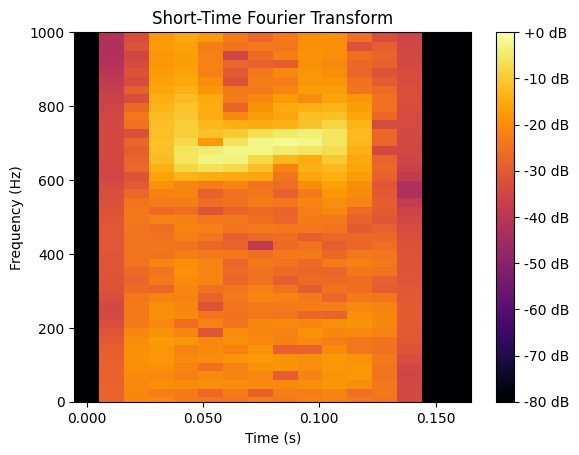 Short-Time Fourier Transform
1000
800
600
400
200
0
Frequency (Hz)
0.000
0.050
0.100
0.150
Time (s)
+0 dB
-10 dB
-20 dB
-30 dB
-40 dB
-50 dB
-60 dB
-70 dB
-80 dB